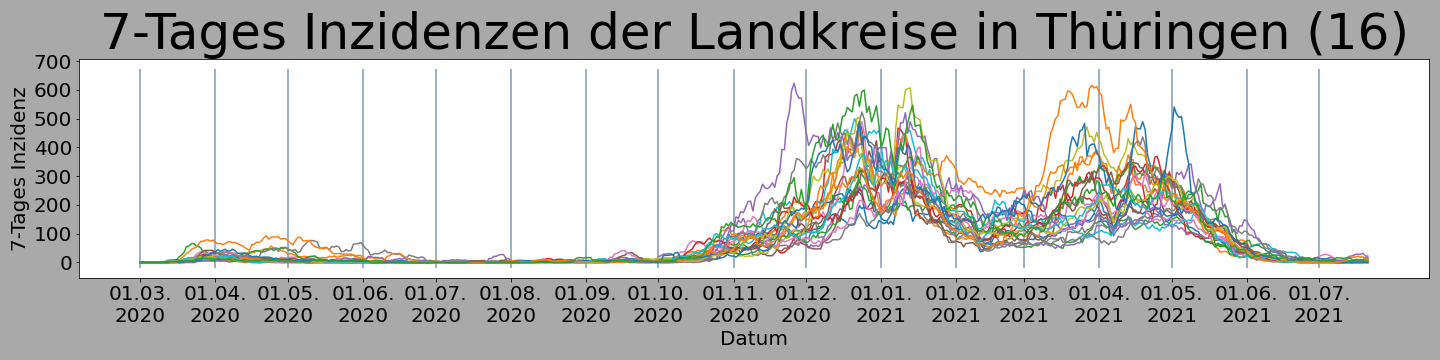 7-Tages Inzidenzen der Landkreise in Thüringen (16)
700
600
500
400
300
200
100
0
7-Tages Inzidenz
01.03. 01.04. 01.05. 01.06. 01.07. 01.08. 01.09. 01.10. 01.11. 01.12. 01.01. 01.02. 01.03. 01.04. 01.05. 01.06. 01.07.
2020 2020 2020 2020 2020 2020 2020 2020 2020 2020 2021 2021 2021 2021 2021 2021 2021
Datum